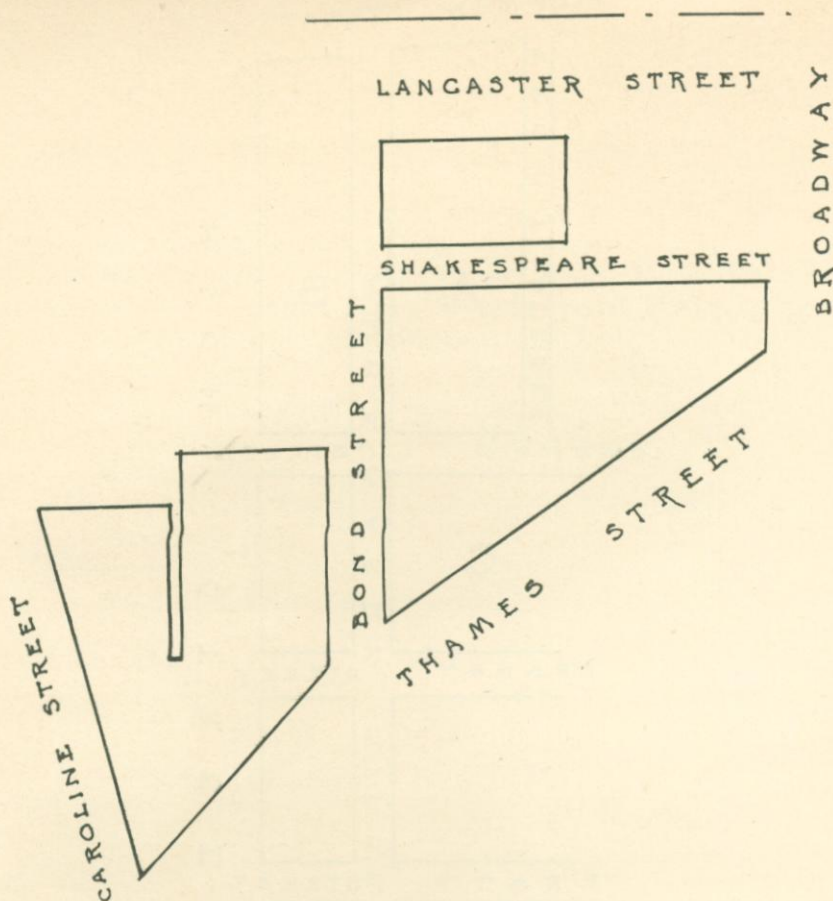 LANCASTER STREET
BROADWAY
SHAKESPEARE STREET
BOND STREET
THAMES STREET
CAROLINE STREET